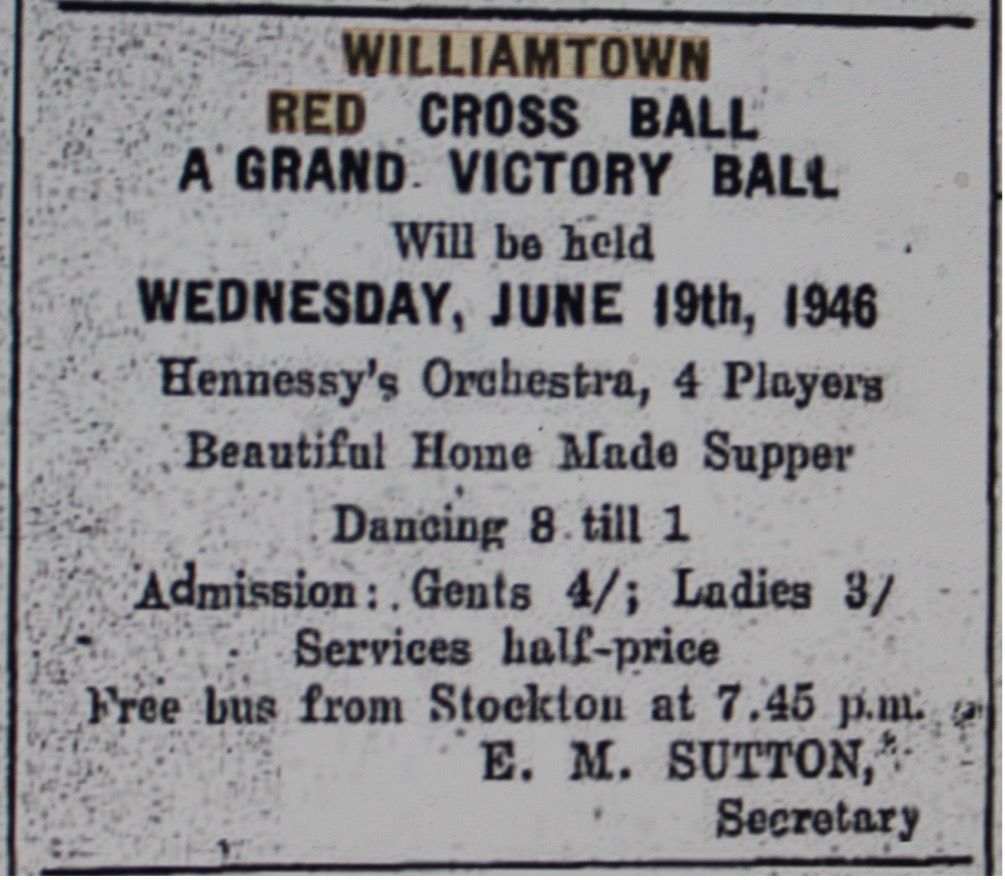 WILLIAMTOWN
RED CROSS BALL
A GRAND VICTORY BALL
Will be held
WEDNESDAY, JUNE 19th, 1946
Hennessy's Orchestra, 4 Players
Beautiful Home Made Supper
Dancing 8 till 1
Admission: Gents 4/; Ladies 3/
Services half-price
Free bus from Stockton at 7.45 p.m.
E. M. SUTTON,
Secretary